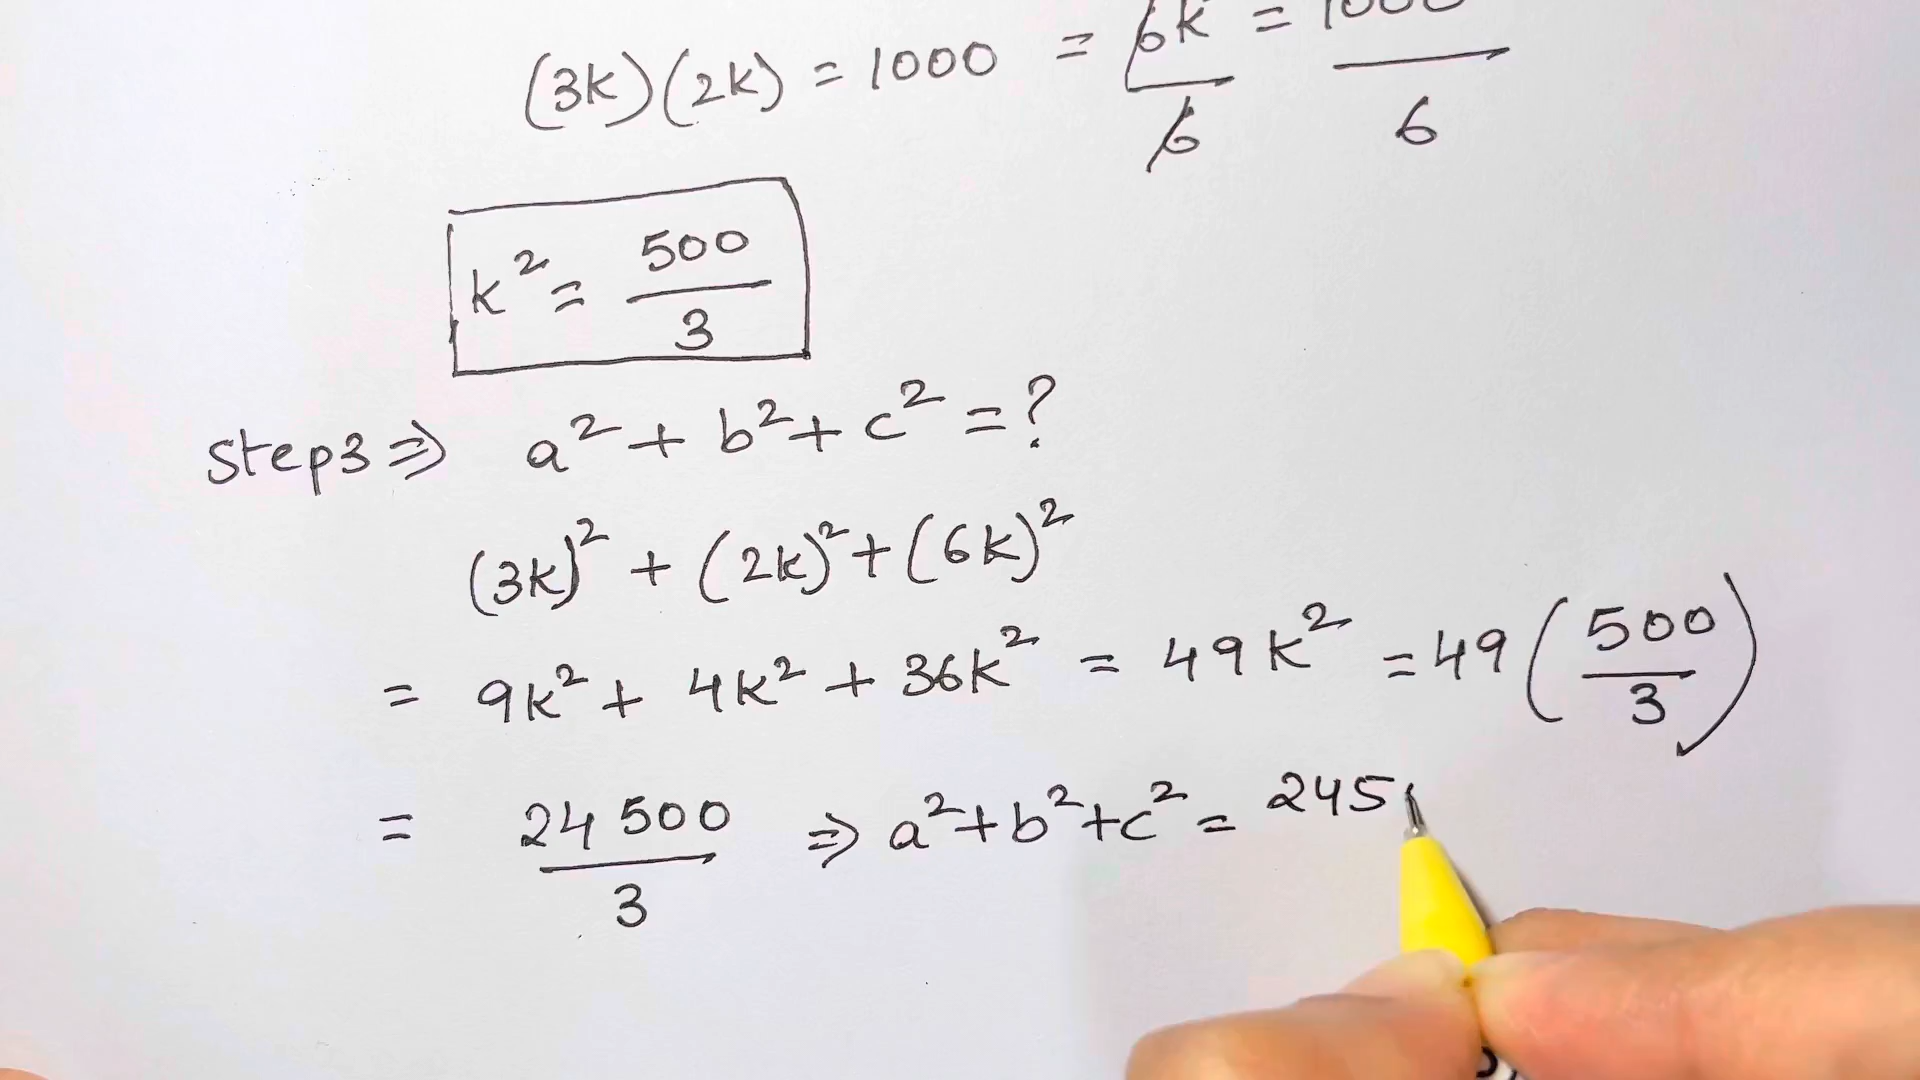 (3k)(2k) = 1000 = 6k/6 = 1000/6
k² = 500/3
Step3 ⇒ a² + b² + c² = ?
(3k)² + (2k)² + (6k)²
= 9k² + 4k² + 36k² = 49k² = 49(500/3)
= 24500/3 ⇒ a² + b² + c² = 245